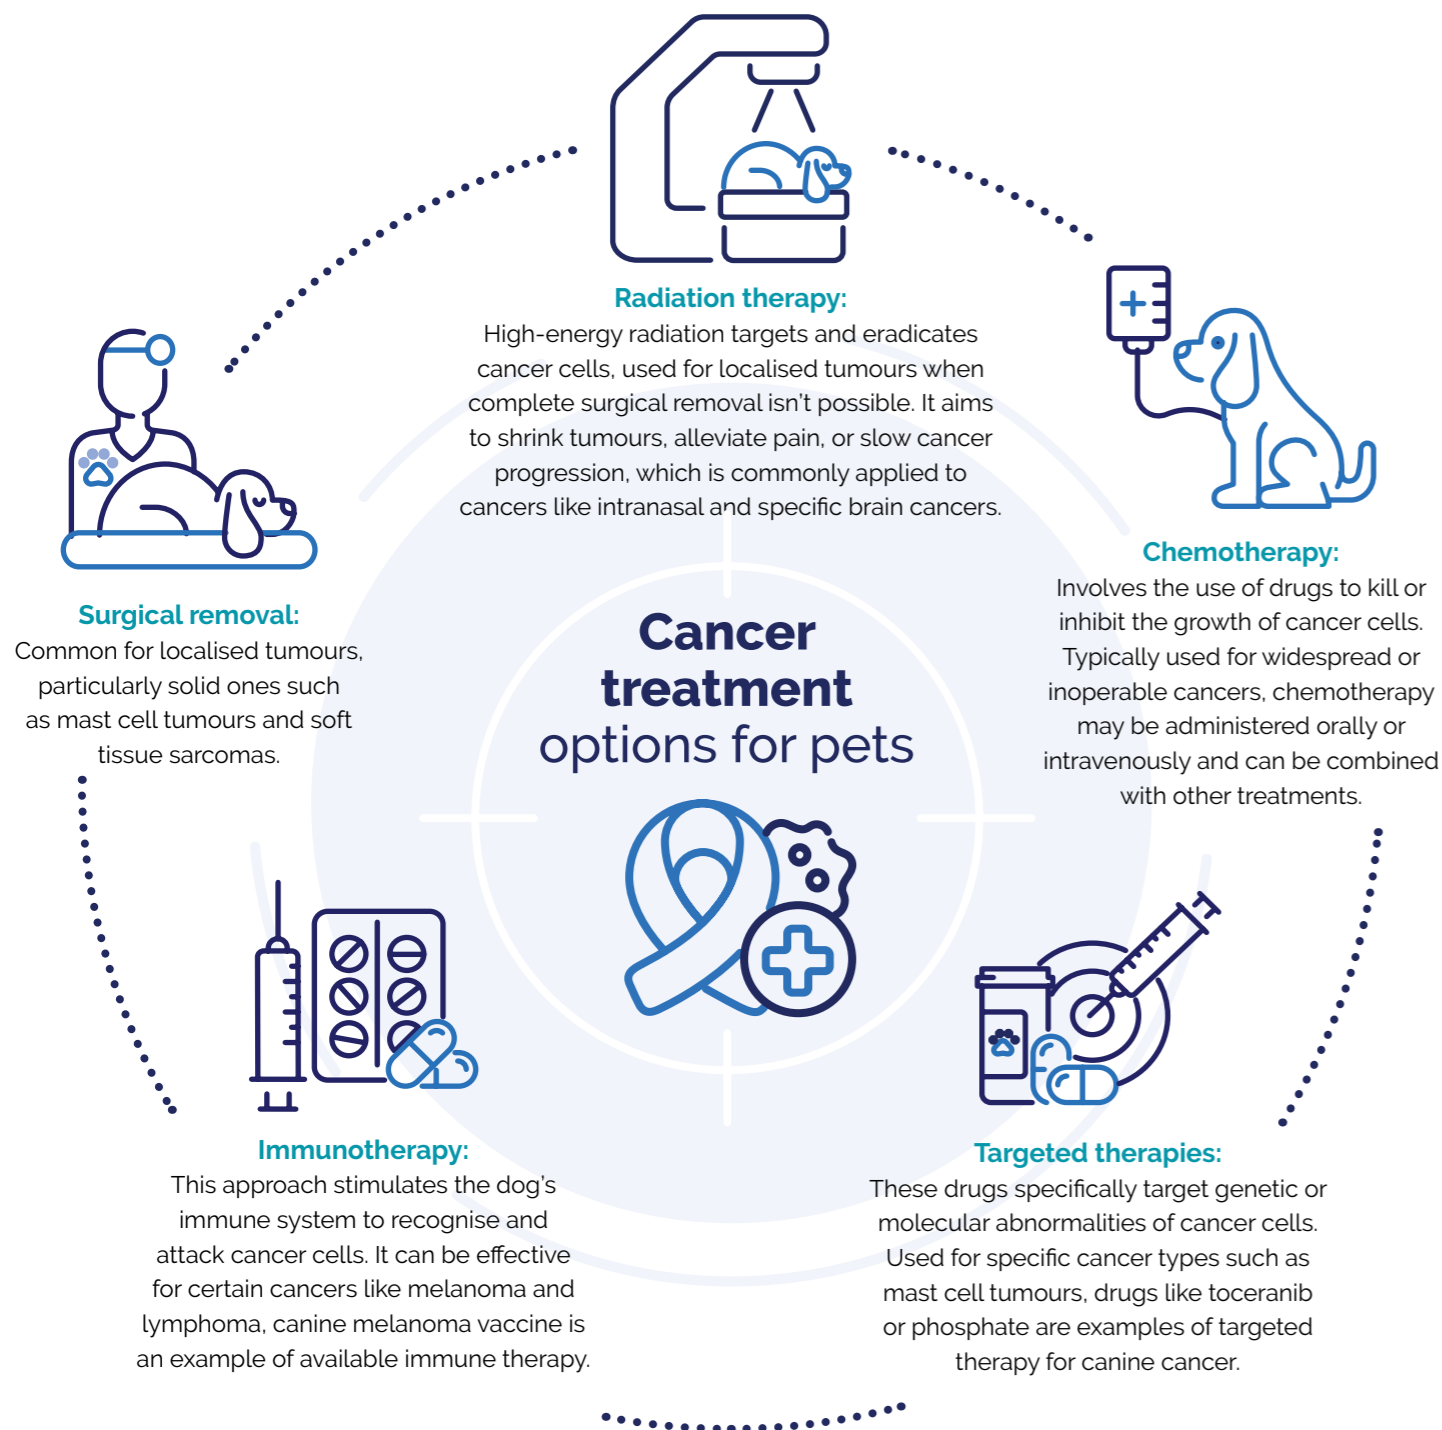 Radiation therapy:
High-energy radiation targets and eradicates
cancer cells, used for localised tumours when
complete surgical removal isn't possible. It aims
to shrink tumours, alleviate pain, or slow cancer
progression, which is commonly applied to
cancers like intranasal and specific brain cancers.
Chemotherapy:
Involves the use of drugs to kill or
inhibit the growth of cancer cells.
Typically used for widespread or
inoperable cancers, chemotherapy
may be administered orally or
intravenously and can be combined
with other treatments.
Surgical removal:
Common for localised tumours,
particularly solid ones such
as mast cell tumours and soft
tissue sarcomas.
Cancer
treatment
options for pets
Immunotherapy:
This approach stimulates the dog's
immune system to recognise and
attack cancer cells. It can be effective
for certain cancers like melanoma and
lymphoma, canine melanoma vaccine is
an example of available immune therapy.
Targeted therapies:
These drugs specifically target genetic or
molecular abnormalities of cancer cells.
Used for specific cancer types such as
mast cell tumours, drugs like toceranib
or phosphate are examples of targeted
therapy for canine cancer.